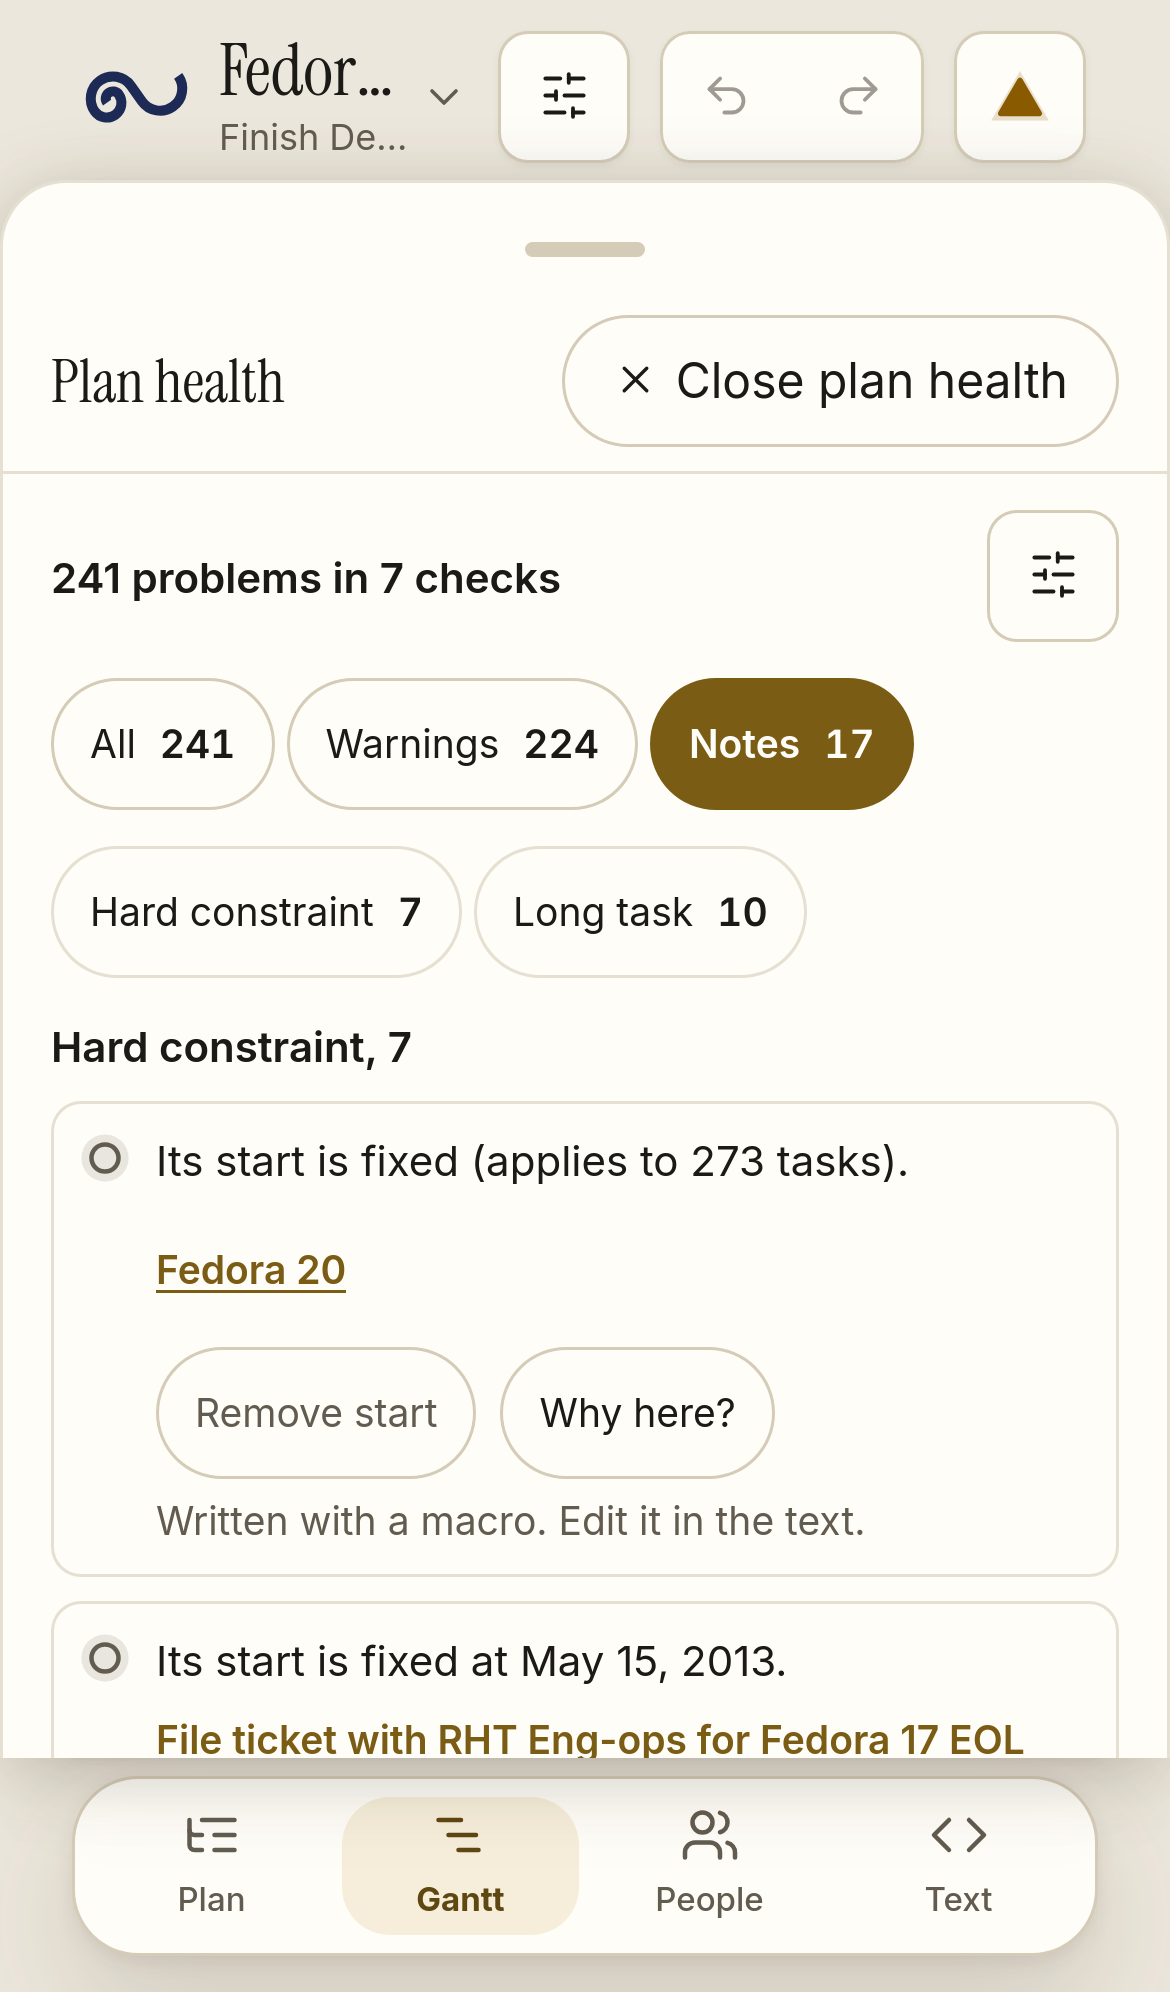 Fedor...
Finish De...
Plan health
Close plan health
241 problems in 7 checks
All 241
Warnings 224
Notes 17
Hard constraint 7
Long task 10
Hard constraint, 7
Its start is fixed (applies to 273 tasks).
Fedora 20
Remove start
Why here?
Written with a macro. Edit it in the text.
Its start is fixed at May 15, 2013.
File ticket with RHT Eng-ops for Fedora 17 EOL
Plan
Gantt
People
Text